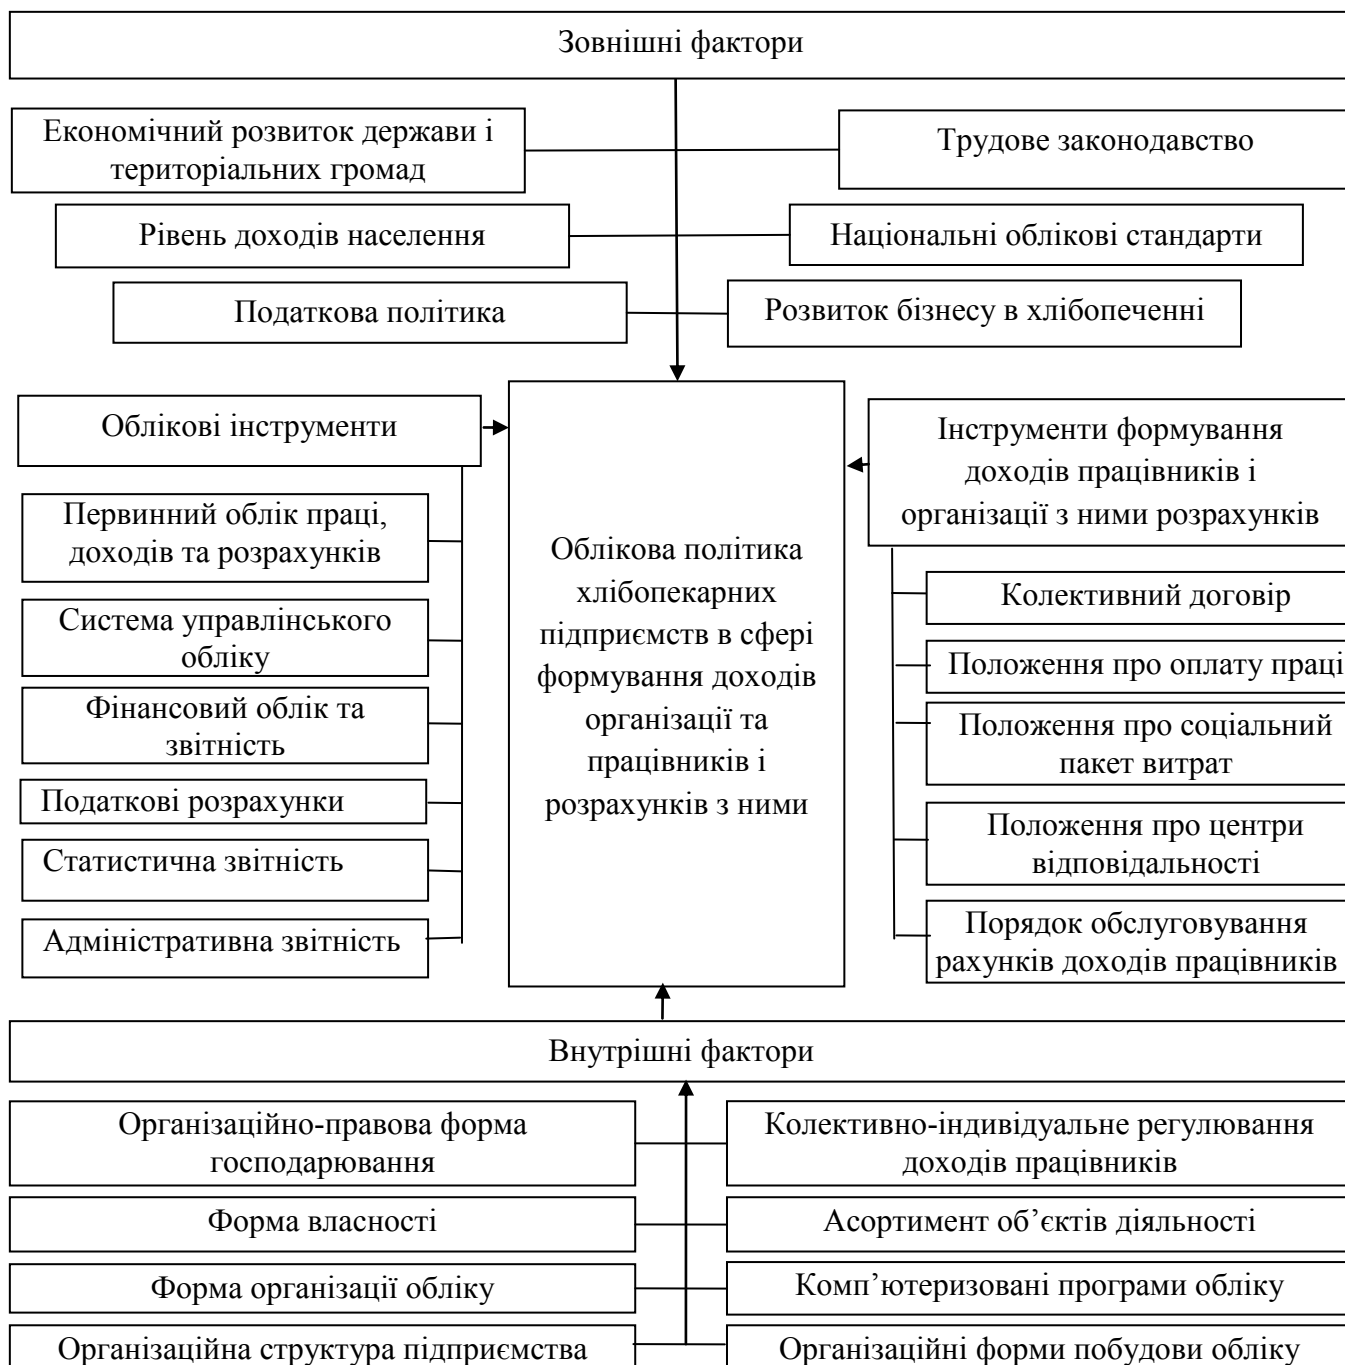 Зовнішні фактори
Економічний розвиток держави і
територіальних громад
Трудове законодавство
Рівень доходів населення
Національні облікові стандарти
Податкова політика
Розвиток бізнесу в хлібопеченні
Облікові інструменти
Первинний облік праці,
доходів та розрахунків
Система управлінського
обліку
Фінансовий облік та
звітність
Податкові розрахунки
Статистична звітність
Адміністративна звітність
Облікова політика
хлібопекарних
підприємств в сфері
формування доходів
організації та
працівників і
розрахунків з ними
Інструменти формування
доходів працівників і
організації з ними розрахунків
Колективний договір
Положення про оплату праці
Положення про соціальний
пакет витрат
Положення про центри
відповідальності
Порядок обслуговування
рахунків доходів працівників
Внутрішні фактори
Організаційно-правова форма
господарювання
Колективно-індивідуальне регулювання
доходів працівників
Форма власності
Асортимент об’єктів діяльності
Форма організації обліку
Комп’ютеризовані програми обліку
Організаційна структура підприємства
Організаційні форми побудови обліку